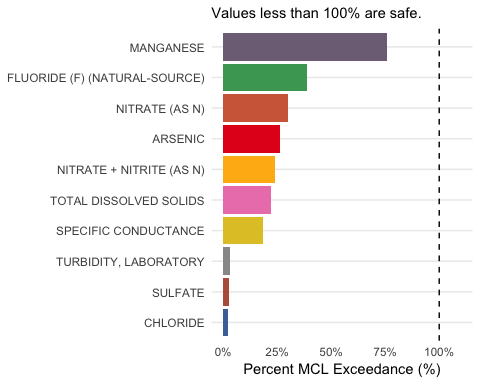 Values less than 100% are safe.
MANGANESE
FLUORIDE (F) (NATURAL-SOURCE)
NITRATE (AS N)
ARSENIC
NITRATE + NITRITE (AS N)
TOTAL DISSOLVED SOLIDS
SPECIFIC CONDUCTANCE
TURBIDITY, LABORATORY
SULFATE
CHLORIDE
0% 25% 50% 75% 100%
Percent MCL Exceedance (%)